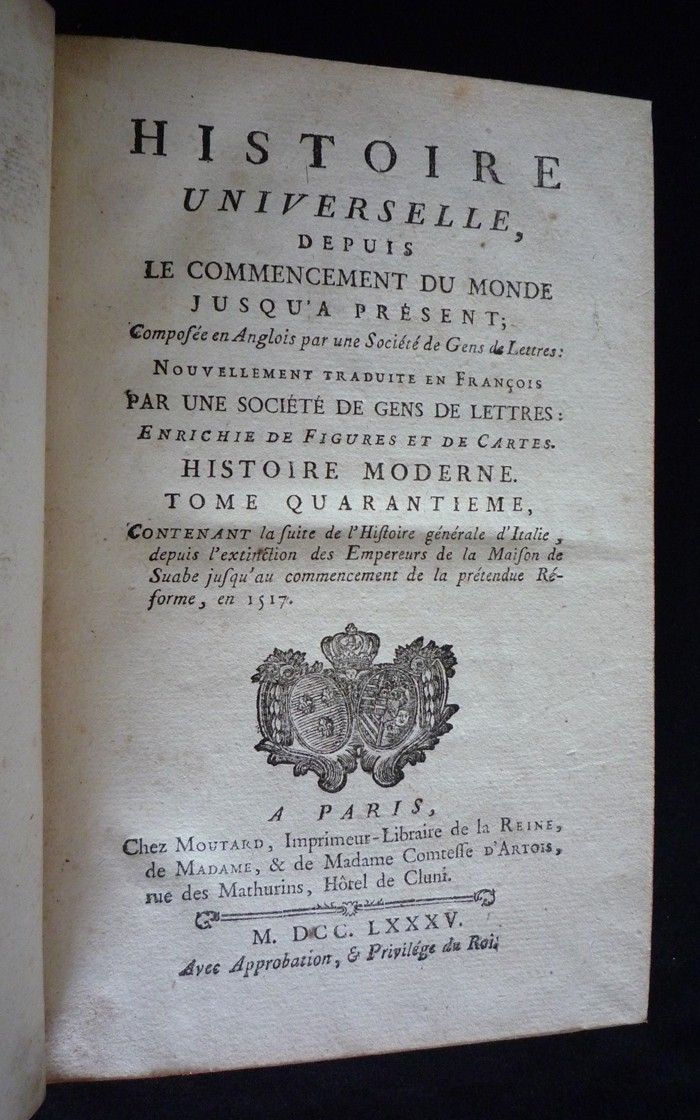 HISTOIRE
UNIVERSELLE,
DEPUIS
LE COMMENCEMENT DU MONDE
JUSQU'A PRÉSENT;
Compoſée en Anglois par une Société de Gens de Lettres:
NOUVELLEMENT TRADUITE EN FRANÇOIS
PAR UNE SOCIÉTÉ DE GENS DE LETTRES:
ENRICHIE DE FIGURES ET DE CARTES.
HISTOIRE MODERNE.
TOME QUARANTIEME,
CONTENANT la ſuite de l'Hiſtoire générale d'Italie,
depuis l'extinction des Empereurs de la Maiſon de
Suabe juſqu'au commencement de la prétendue Ré-
forme, en 1517.
A PARIS,
Chez MOUTARD, Imprimeur-Libraire de la REINE,
de MADAME, & de Madame Comteſſe D'ARTOIS,
rue des Mathurins, Hôtel de Cluni.
M. DCC. LXXXV.
Avec Approbation, & Privilége du Roi.